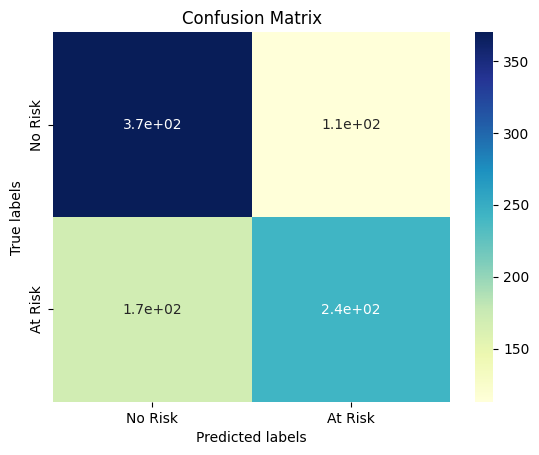 Confusion Matrix
True labels
No Risk
At Risk
3.7e+02
1.1e+02
1.7e+02
2.4e+02
No Risk
At Risk
Predicted labels
350
300
250
200
150